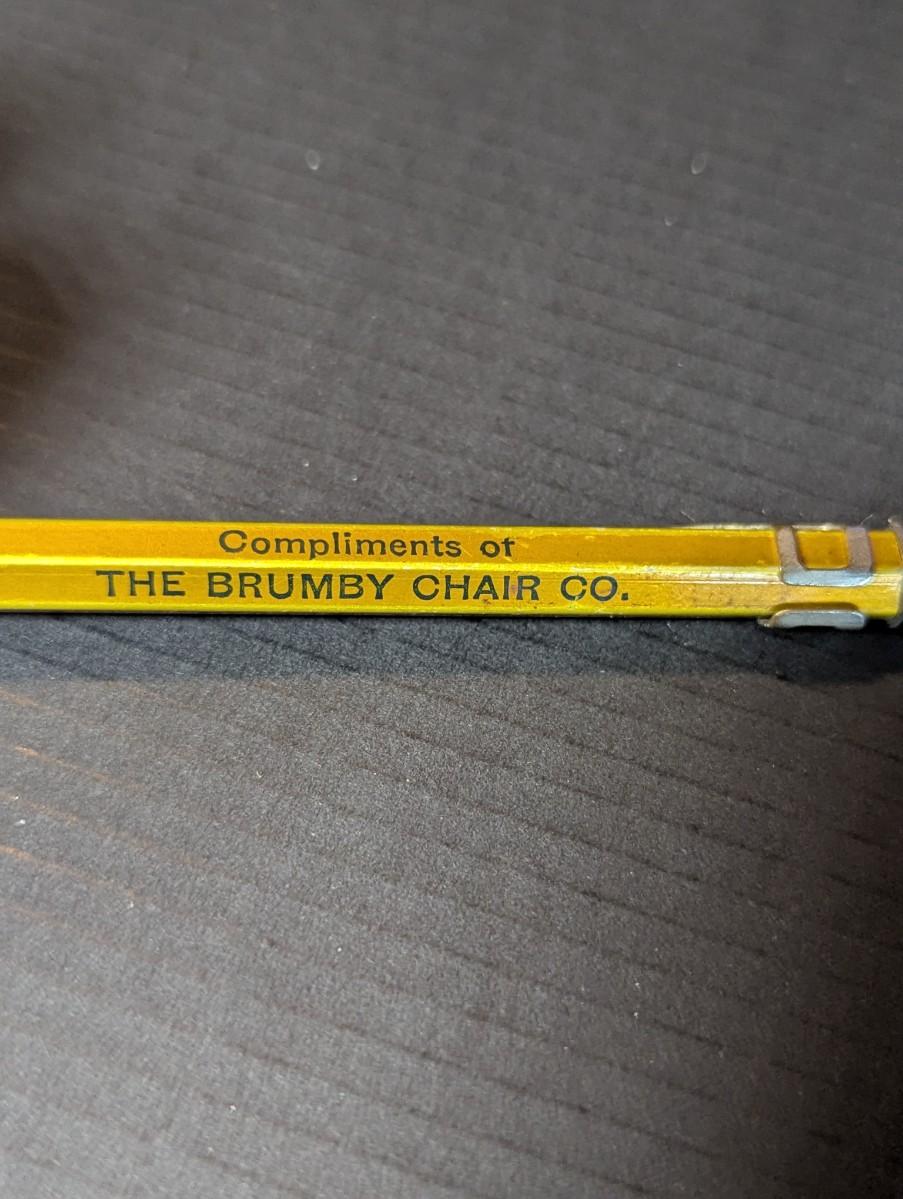 Compliments of
THE BRUMBY CHAIR CO.